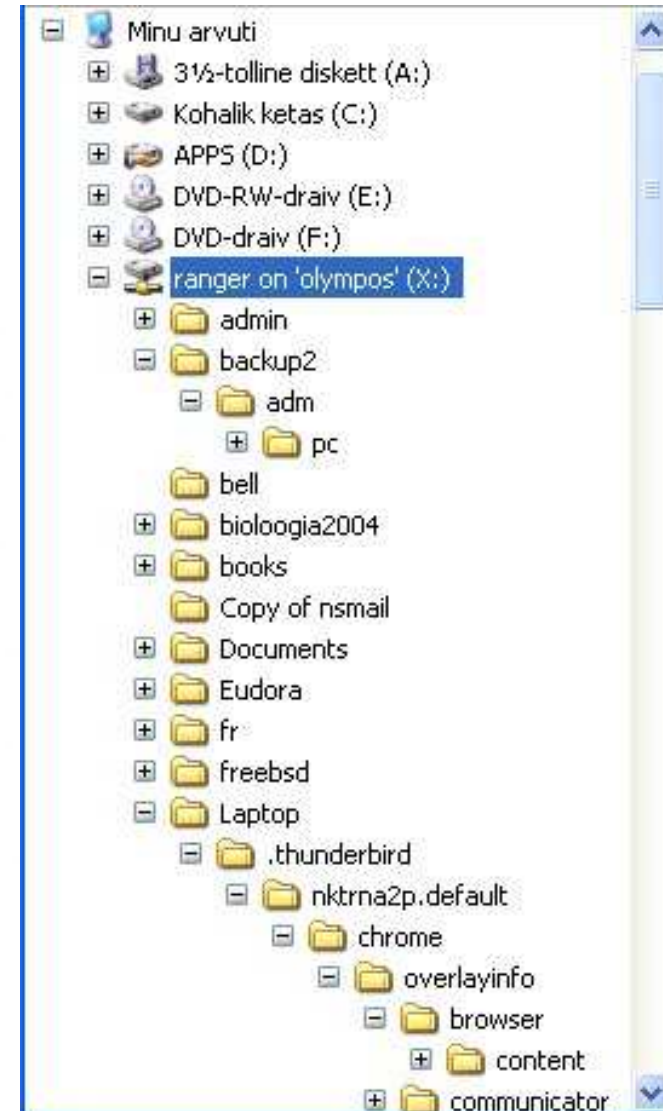 Minu arvuti
3½-tolline diskett (A:)
Kohalik ketas (C:)
APPS (D:)
DVD-RW-draiv (E:)
DVD-draiv (F:)
ranger on 'olympos' (X:)
admin
backup2
adm
pc
bell
bioloogia2004
books
Copy of nsmail
Documents
Eudora
fr
freebsd
Laptop
.thunderbird
nktrna2p.default
chrome
overlayinfo
browser
content
communicator